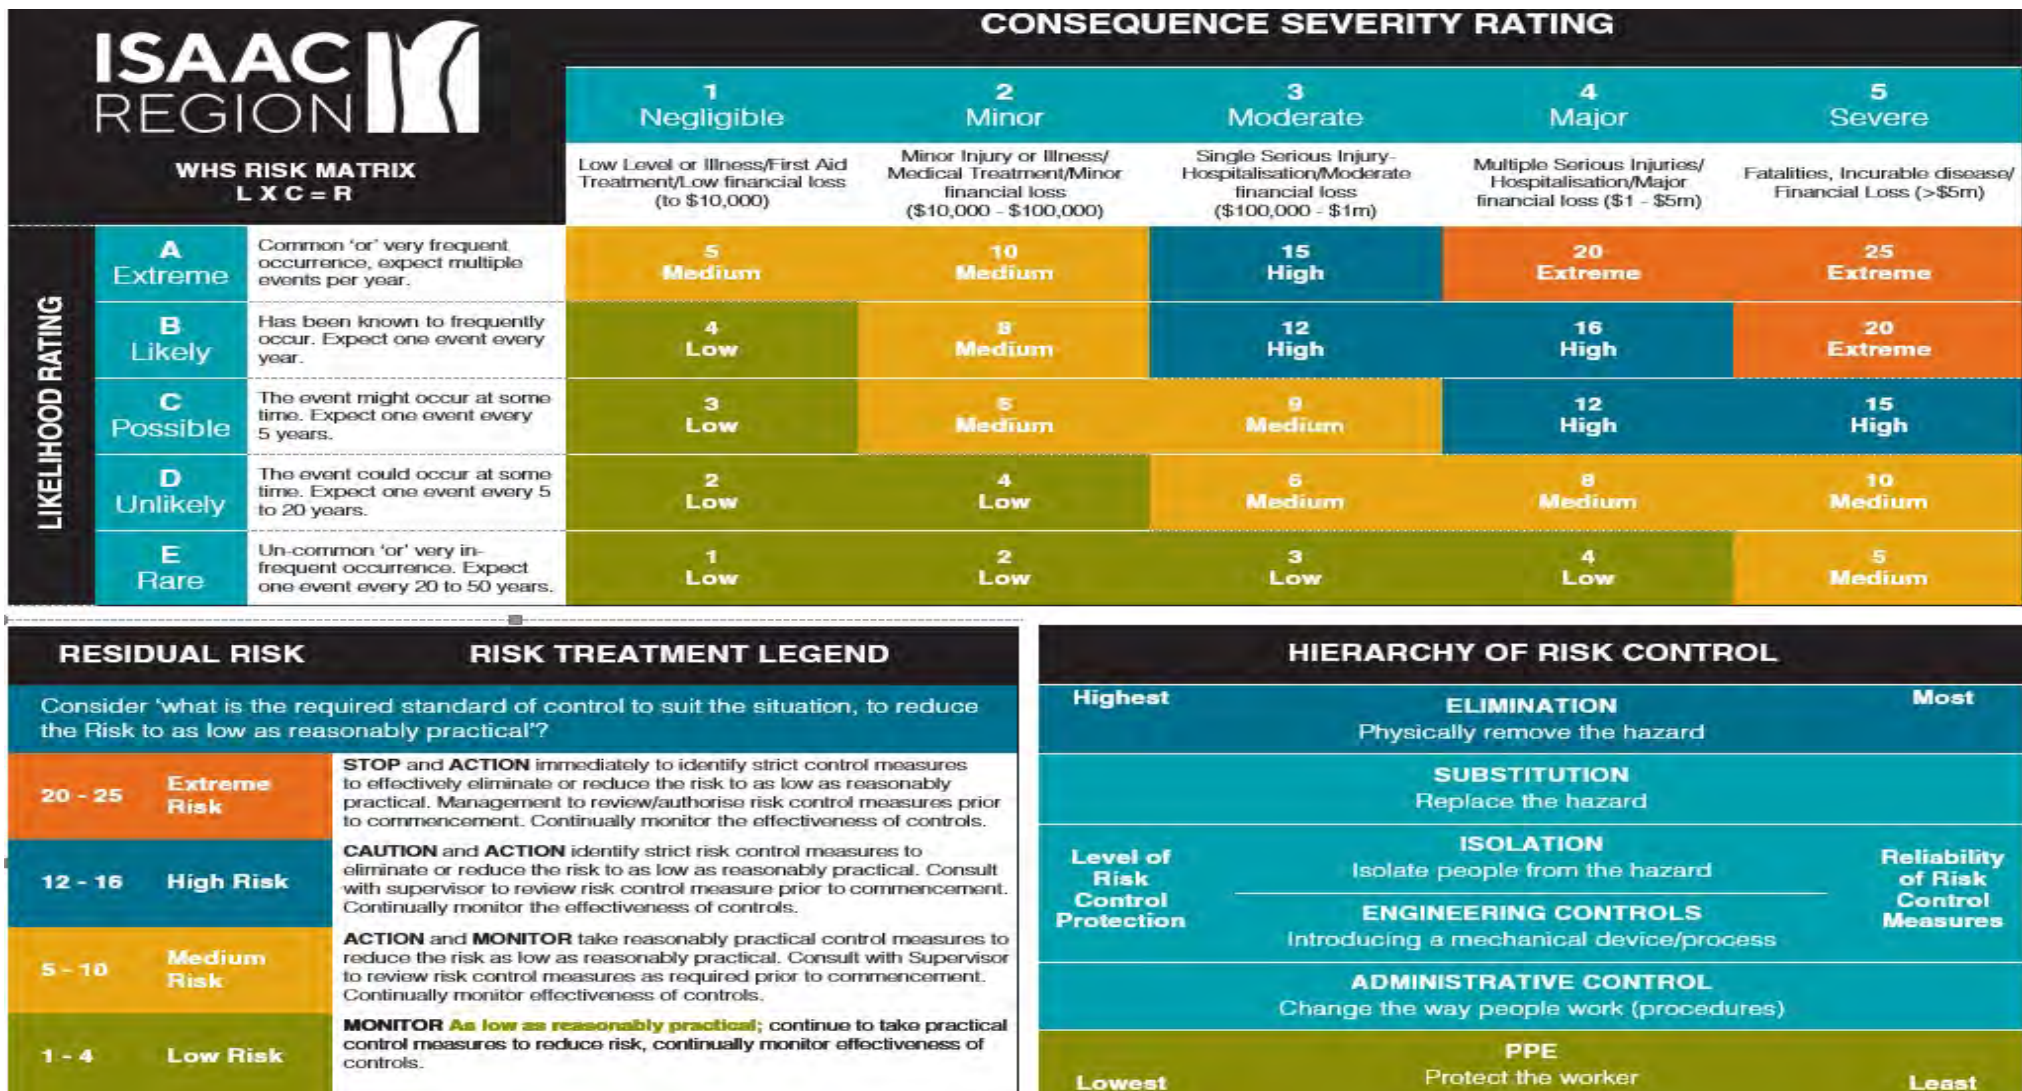 ISAAC
REGION
WHS RISK MATRIX
L X C = R
CONSEQUENCE SEVERITY RATING
1
Negligible
2
Minor
3
Moderate
4
Major
5
Severe
Low Level or Illness/First Aid
Treatment/Low financial loss
(to $10,000)
Minor Injury or Illness/
Medical Treatment/Minor
financial loss
($10,000 - $100,000)
Single Serious Injury-
Hospitalisation/Moderate
financial loss
($100,000 - $1m)
Multiple Serious Injuries/
Hospitalisation/Major
financial loss ($1 - $5m)
Fatalities, Incurable disease/
Financial Loss (>$5m)
LIKELIHOOD RATING
A
Extreme
Common 'or' very frequent
occurrence, expect multiple
events per year.
5
Medium
10
Medium
15
High
20
Extreme
25
Extreme
B
Likely
Has been known to frequently
occur. Expect one event every
year.
4
Low
8
Medium
12
High
16
High
20
Extreme
C
Possible
The event might occur at some
time. Expect one event every
5 years.
3
Low
6
Medium
9
Medium
12
High
15
High
D
Unlikely
The event could occur at some
time. Expect one event every 5
to 20 years.
2
Low
4
Low
6
Medium
8
Medium
10
Medium
E
Rare
Un-common 'or' very in-
frequent occurrence. Expect
one event every 20 to 50 years.
1
Low
2
Low
3
Low
4
Low
5
Medium
RESIDUAL RISK
RISK TREATMENT LEGEND
Consider 'what is the required standard of control to suit the situation, to reduce
the Risk to as low as reasonably practical'?
20 - 25
Extreme
Risk
STOP and ACTION immediately to identify strict control measures
to effectively eliminate or reduce the risk to as low as reasonably
practical. Management to review/authorise risk control measures prior
to commencement. Continually monitor the effectiveness of controls.
12 - 16
High Risk
CAUTION and ACTION identify strict risk control measures to
eliminate or reduce the risk to as low as reasonably practical. Consult
with supervisor to review risk control measure prior to commencement.
Continually monitor the effectiveness of controls.
5 - 10
Medium
Risk
ACTION and MONITOR take reasonably practical control measures to
reduce the risk as low as reasonably practical. Consult with Supervisor
to review risk control measures as required prior to commencement.
Continually monitor effectiveness of controls.
1 - 4
Low Risk
MONITOR As low as reasonably practical; continue to take practical
control measures to reduce risk, continually monitor effectiveness of
controls.
HIERARCHY OF RISK CONTROL
Highest
Level of
Risk
Control
Protection
Lowest
ELIMINATION
Physically remove the hazard
SUBSTITUTION
Replace the hazard
ISOLATION
Isolate people from the hazard
ENGINEERING CONTROLS
Introducing a mechanical device/process
ADMINISTRATIVE CONTROL
Change the way people work (procedures)
PPE
Protect the worker
Most
Reliability
of Risk
Control
Measures
Least